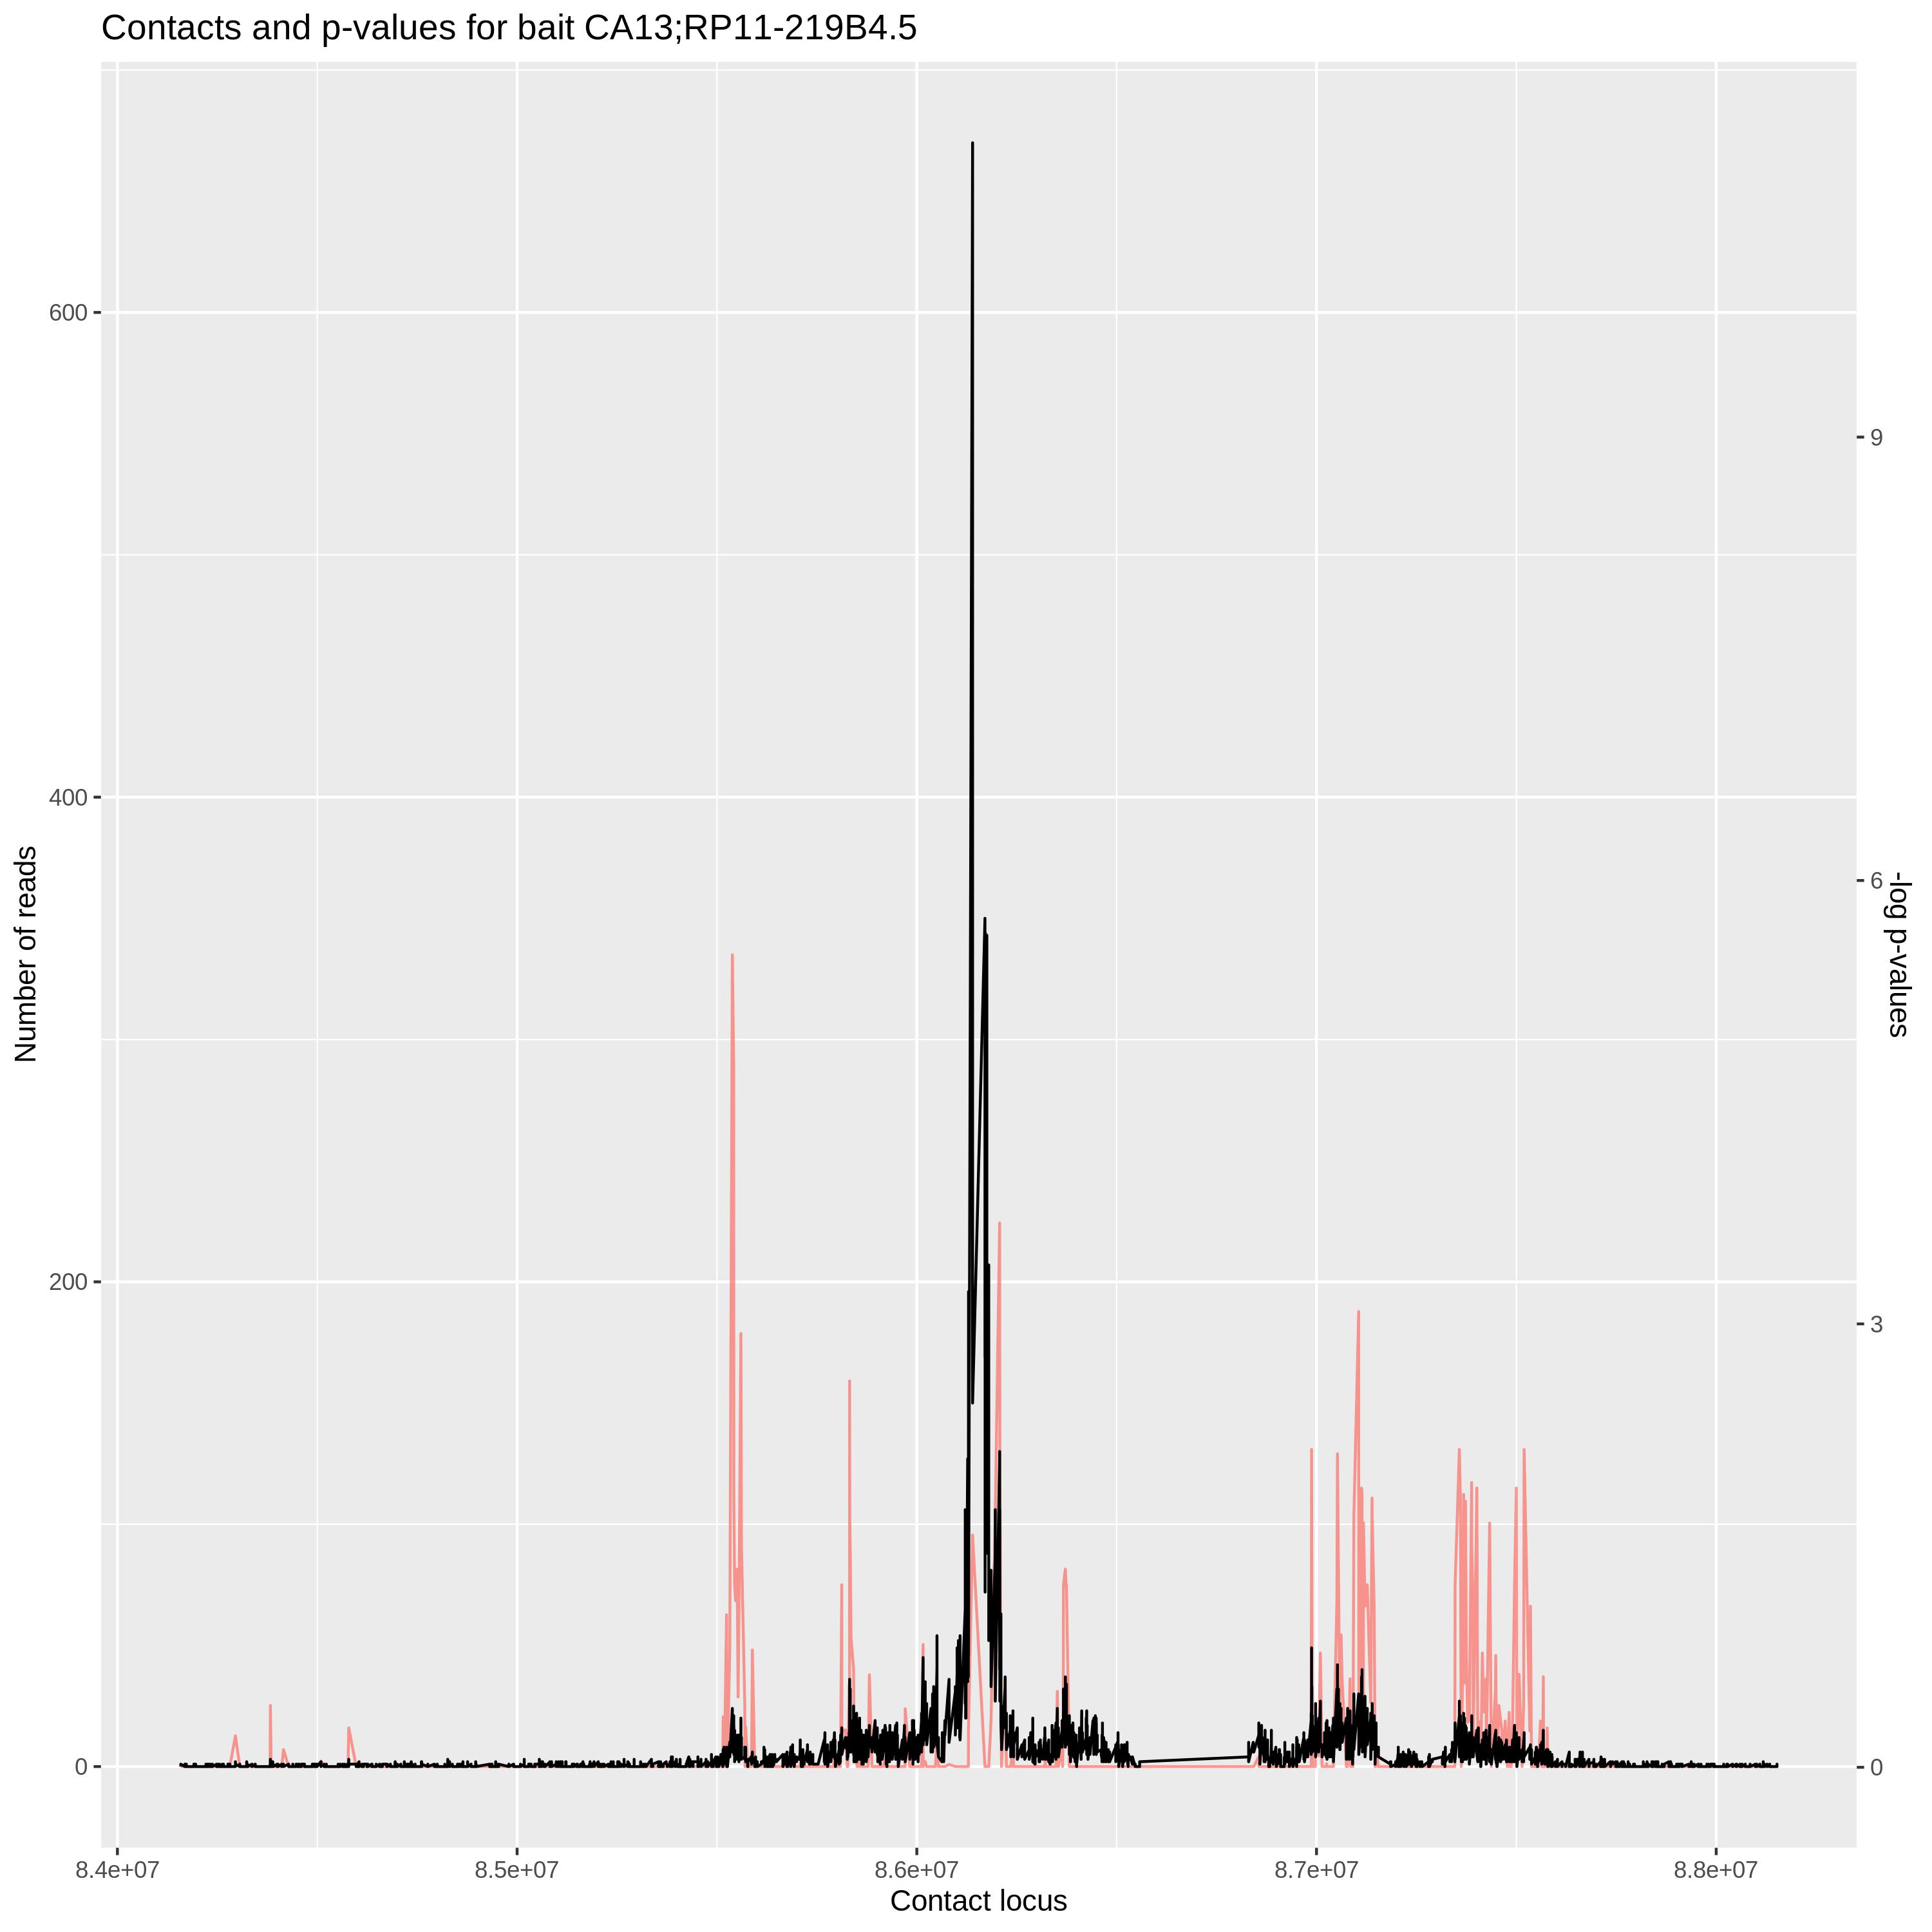 Contacts and p-values for bait CA13;RP11-219B4.5
600
400
200
0
Number of reads
9
6
3
0
-log p-values
8.4e+07
8.5e+07
8.6e+07
8.7e+07
8.8e+07
Contact locus